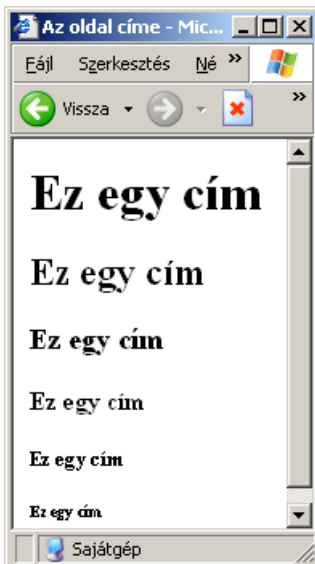 Az oldal címe - Mic...
Fájl Szerkesztés Né »
Vissza »
Ez egy cím
Ez egy cím
Ez egy cím
Ez egy cím
Ez egy cím
Ez egy cím
Sajátgép